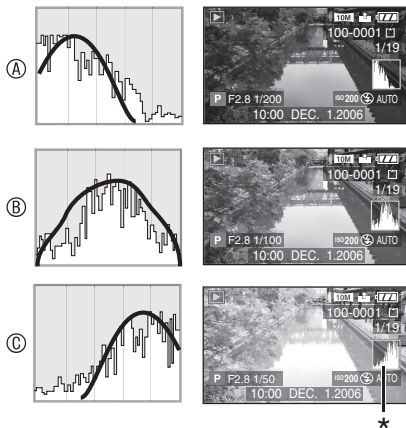 Ⓐ
10M
100-0001
1/19
P F2.8 1/200 ISO200 AUTO
10:00 DEC. 1.2006
Ⓑ
10M
100-0001
1/19
P F2.8 1/100 ISO200 AUTO
10:00 DEC. 1.2006
Ⓒ
10M
100-0001
1/19
P F2.8 1/50 ISO200 AUTO
10:00 DEC. 1.2006
*